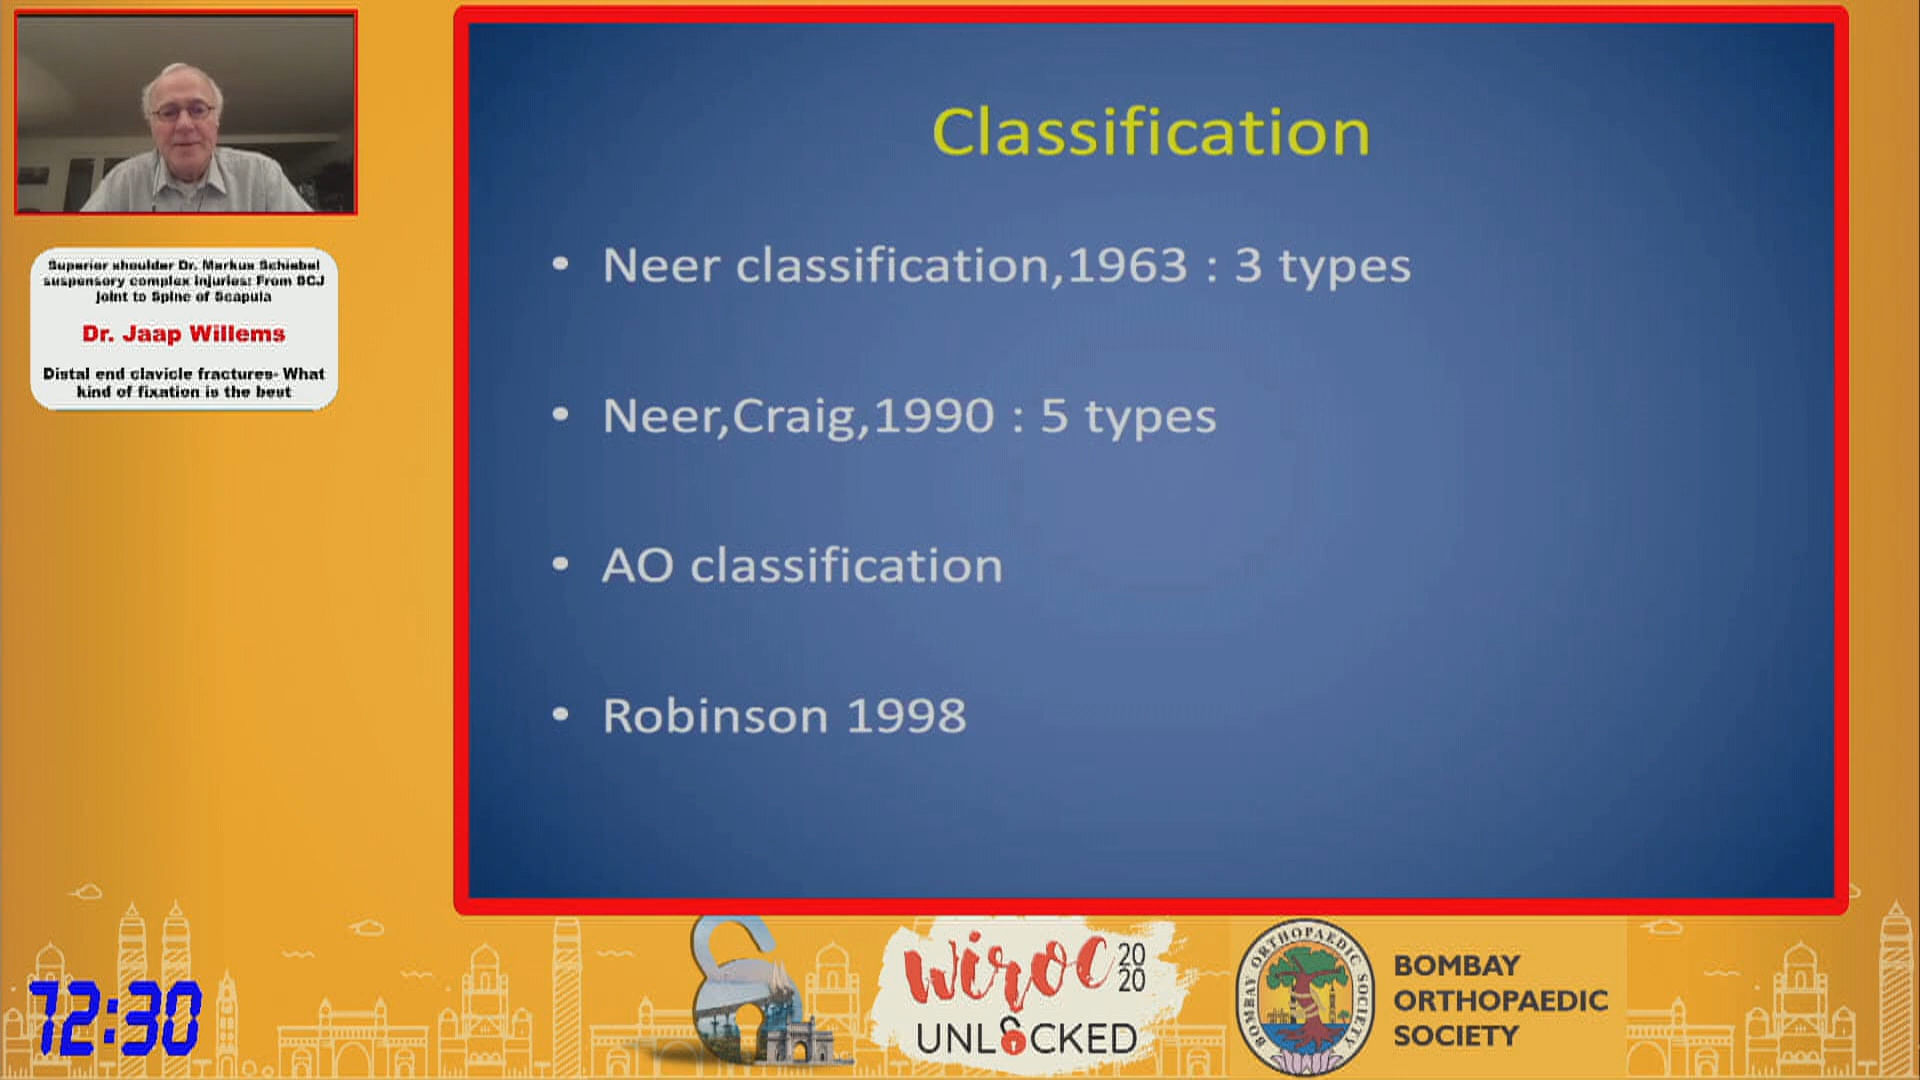 Superior shoulder Dr. Markus Schiebel
suspensory complex injuries: From SCJ
joint to Spine of Scapula
Dr. Jaap Willems
Distal end clavicle fractures- What
kind of fixation is the best
Classification
• Neer classification,1963 : 3 types
• Neer,Craig,1990 : 5 types
• AO classification
• Robinson 1998
12:30
WIROC 2020
UNLOCKED
BOMBAY ORTHOPAEDIC SOCIETY
BOMBAY
ORTHOPAEDIC
SOCIETY